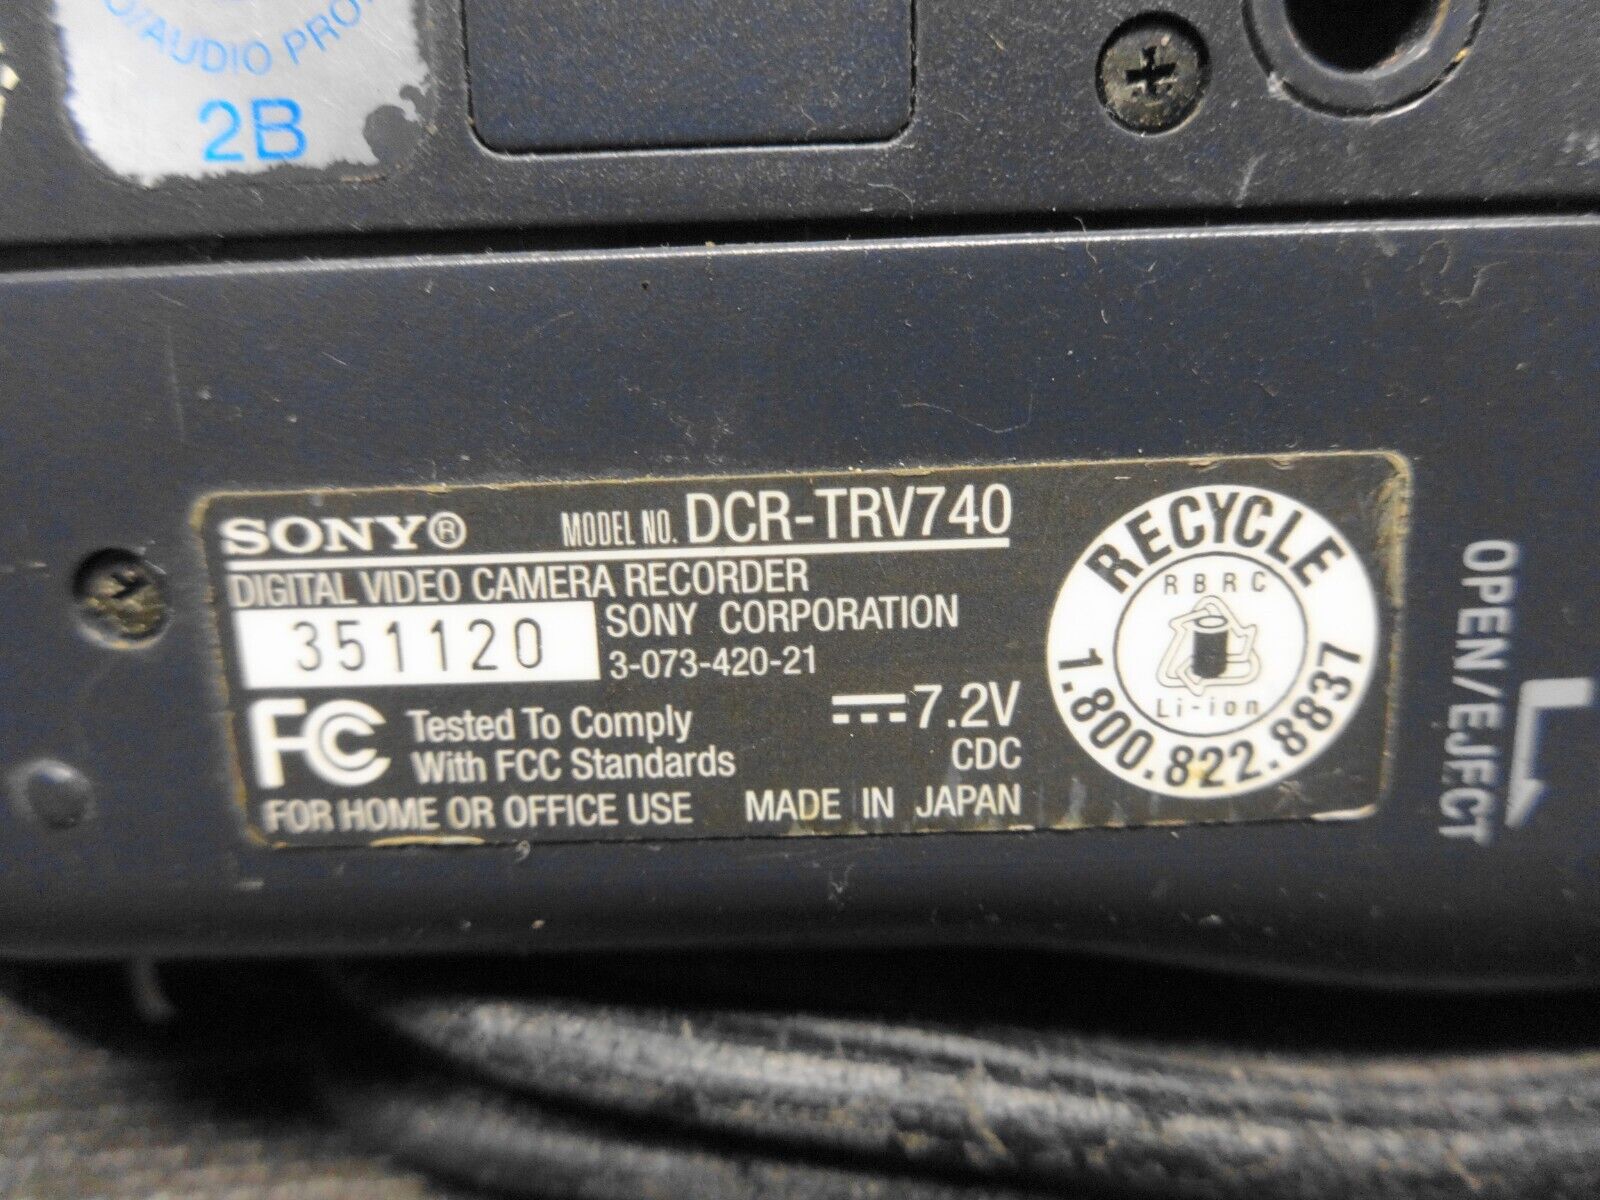 AUDIO
2B
SONY® MODEL NO. DCR-TRV740
DIGITAL VIDEO CAMERA RECORDER
351120 SONY CORPORATION
3-073-420-21
FC Tested To Comply
With FCC Standards
7.2V
CDC
FOR HOME OR OFFICE USE MADE IN JAPAN
RECYCLE
RBRC
Li-ion
1.800.822.8837
OPEN/EJECT